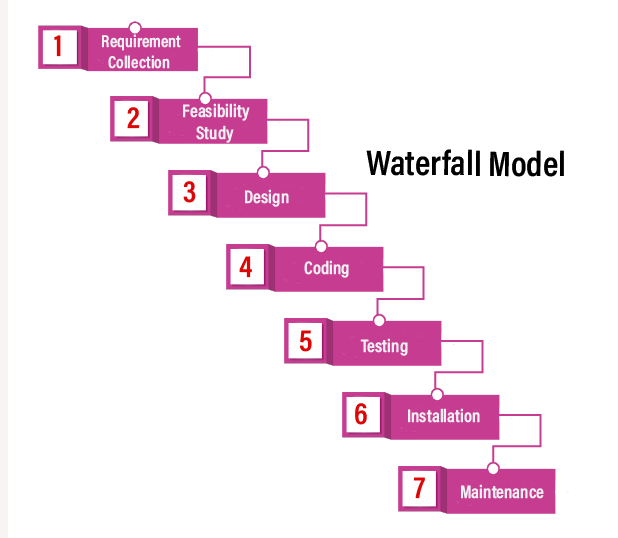 1
Requirement
Collection
2
Feasibility
Study
Waterfall Model
3
Design
4
Coding
5
Testing
6
Installation
7
Maintenance